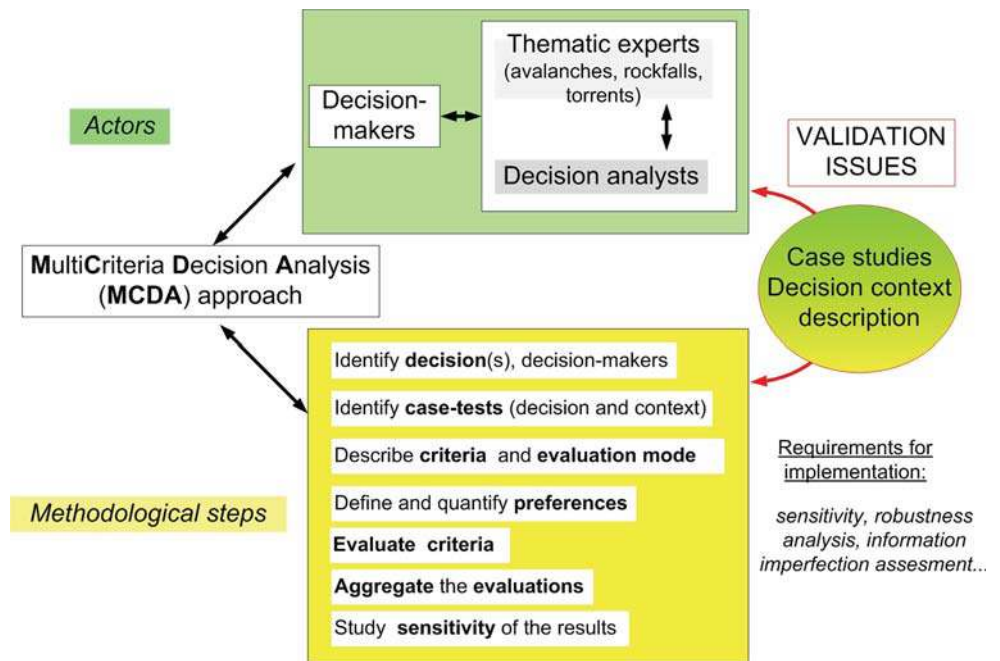 Actors
Decision-
makers
Thematic experts
(avalanches, rockfalls,
torrents)
Decision analysts
VALIDATION
ISSUES
Case studies
Decision context
description
MultiCriteria Decision Analysis
(MCDA) approach
Methodological steps
Identify decision(s), decision-makers
Identify case-tests (decision and context)
Describe criteria and evaluation mode
Define and quantify preferences
Evaluate criteria
Aggregate the evaluations
Study sensitivity of the results
Requirements for
implementation:
sensitivity, robustness
analysis, information
imperfection assesment...